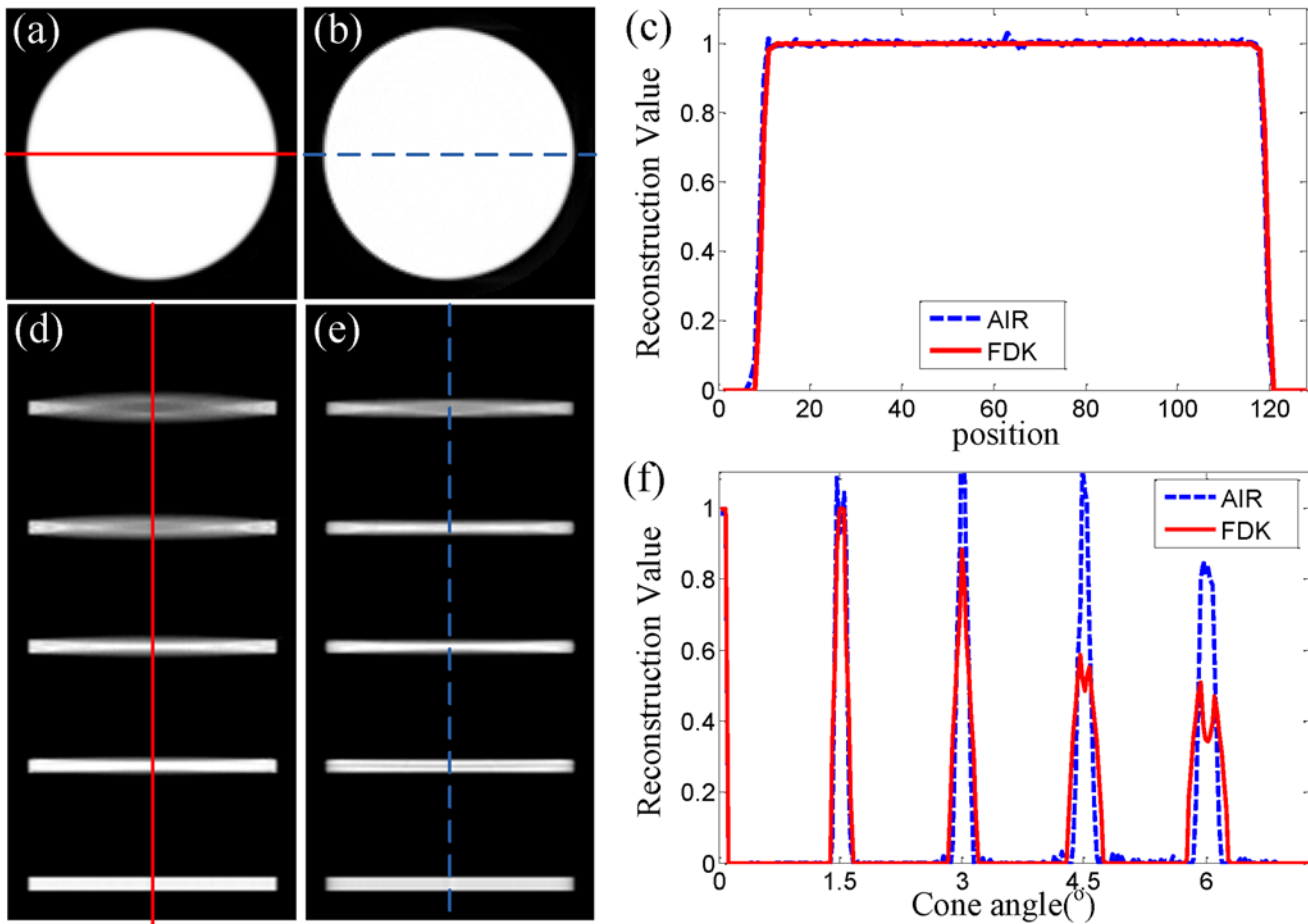 (a)
(b)
(c)
Reconstruction Value
1
0.8
0.6
0.4
0.2
0
AIR
FDK
0 20 40 60 80 100 120
position
(d)
(e)
(f)
Reconstruction Value
1
0.8
0.6
0.4
0.2
0
AIR
FDK
0 1.5 3 4.5 6
Cone angle(°)